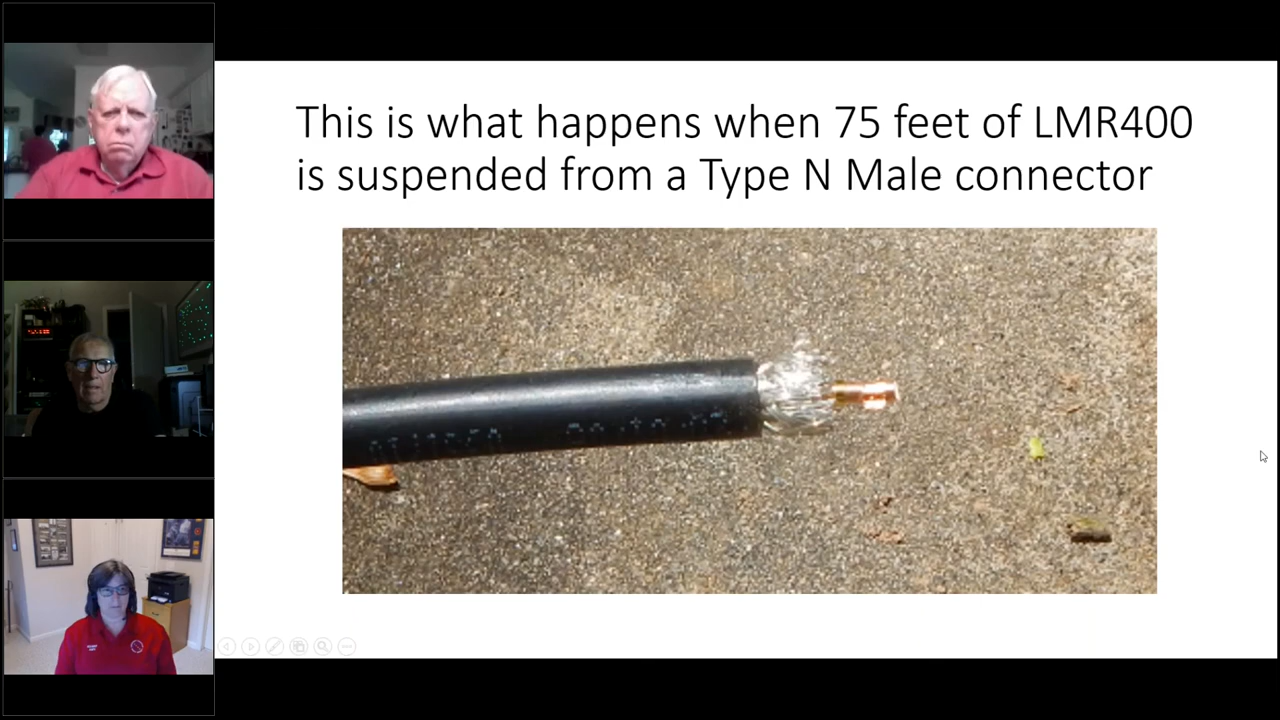 This is what happens when 75 feet of LMR400
is suspended from a Type N Male connector